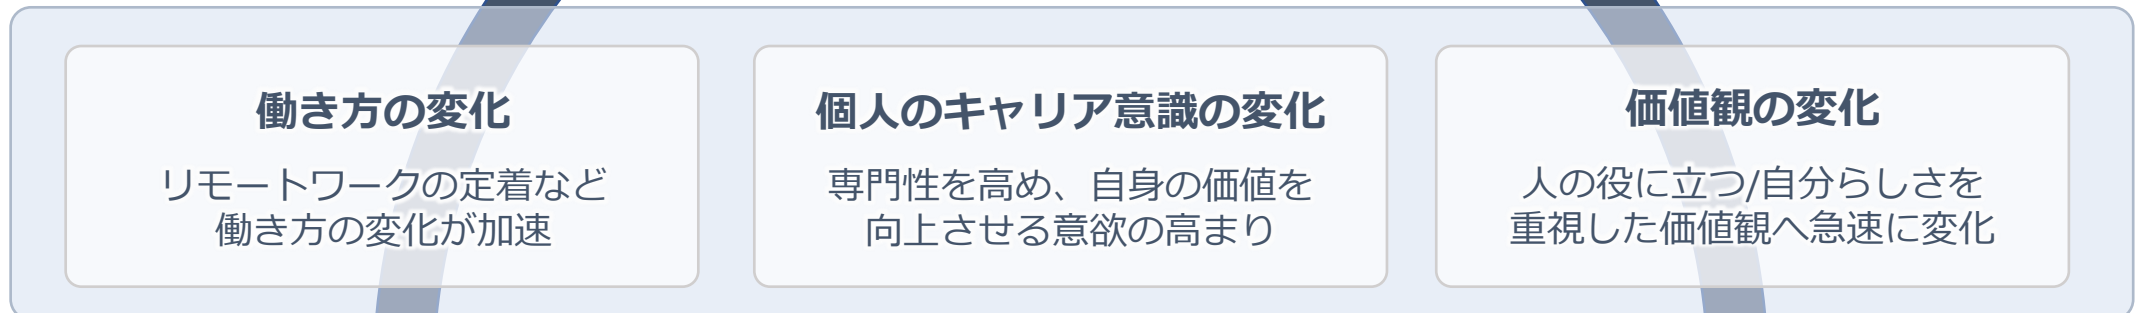 働き方の変化
リモートワークの定着など
働き方の変化が加速
個人のキャリア意識の変化
専門性を高め、自身の価値を
向上させる意欲の高まり
価値観の変化
人の役に立つ/自分らしさを
重視した価値観へ急速に変化